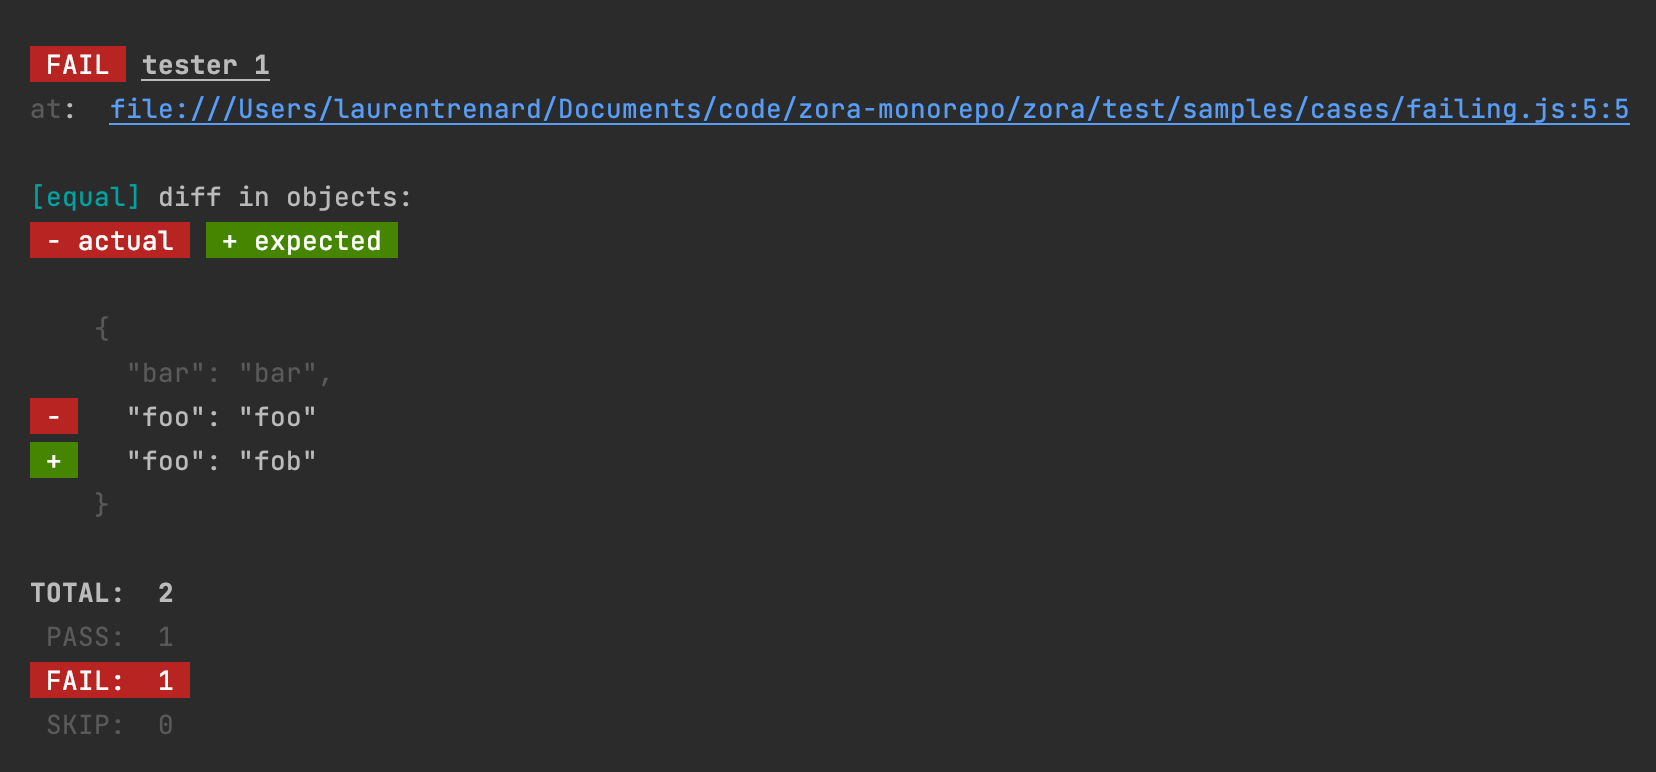 FAIL tester 1
at: file:///Users/laurentrenard/Documents/code/zora-monorepo/zora/test/samples/cases/failing.js:5:5
[equal] diff in objects:
- actual + expected
{
"bar": "bar",
- "foo": "foo"
+ "foo": "fob"
}
TOTAL: 2
PASS: 1
FAIL: 1
SKIP: 0